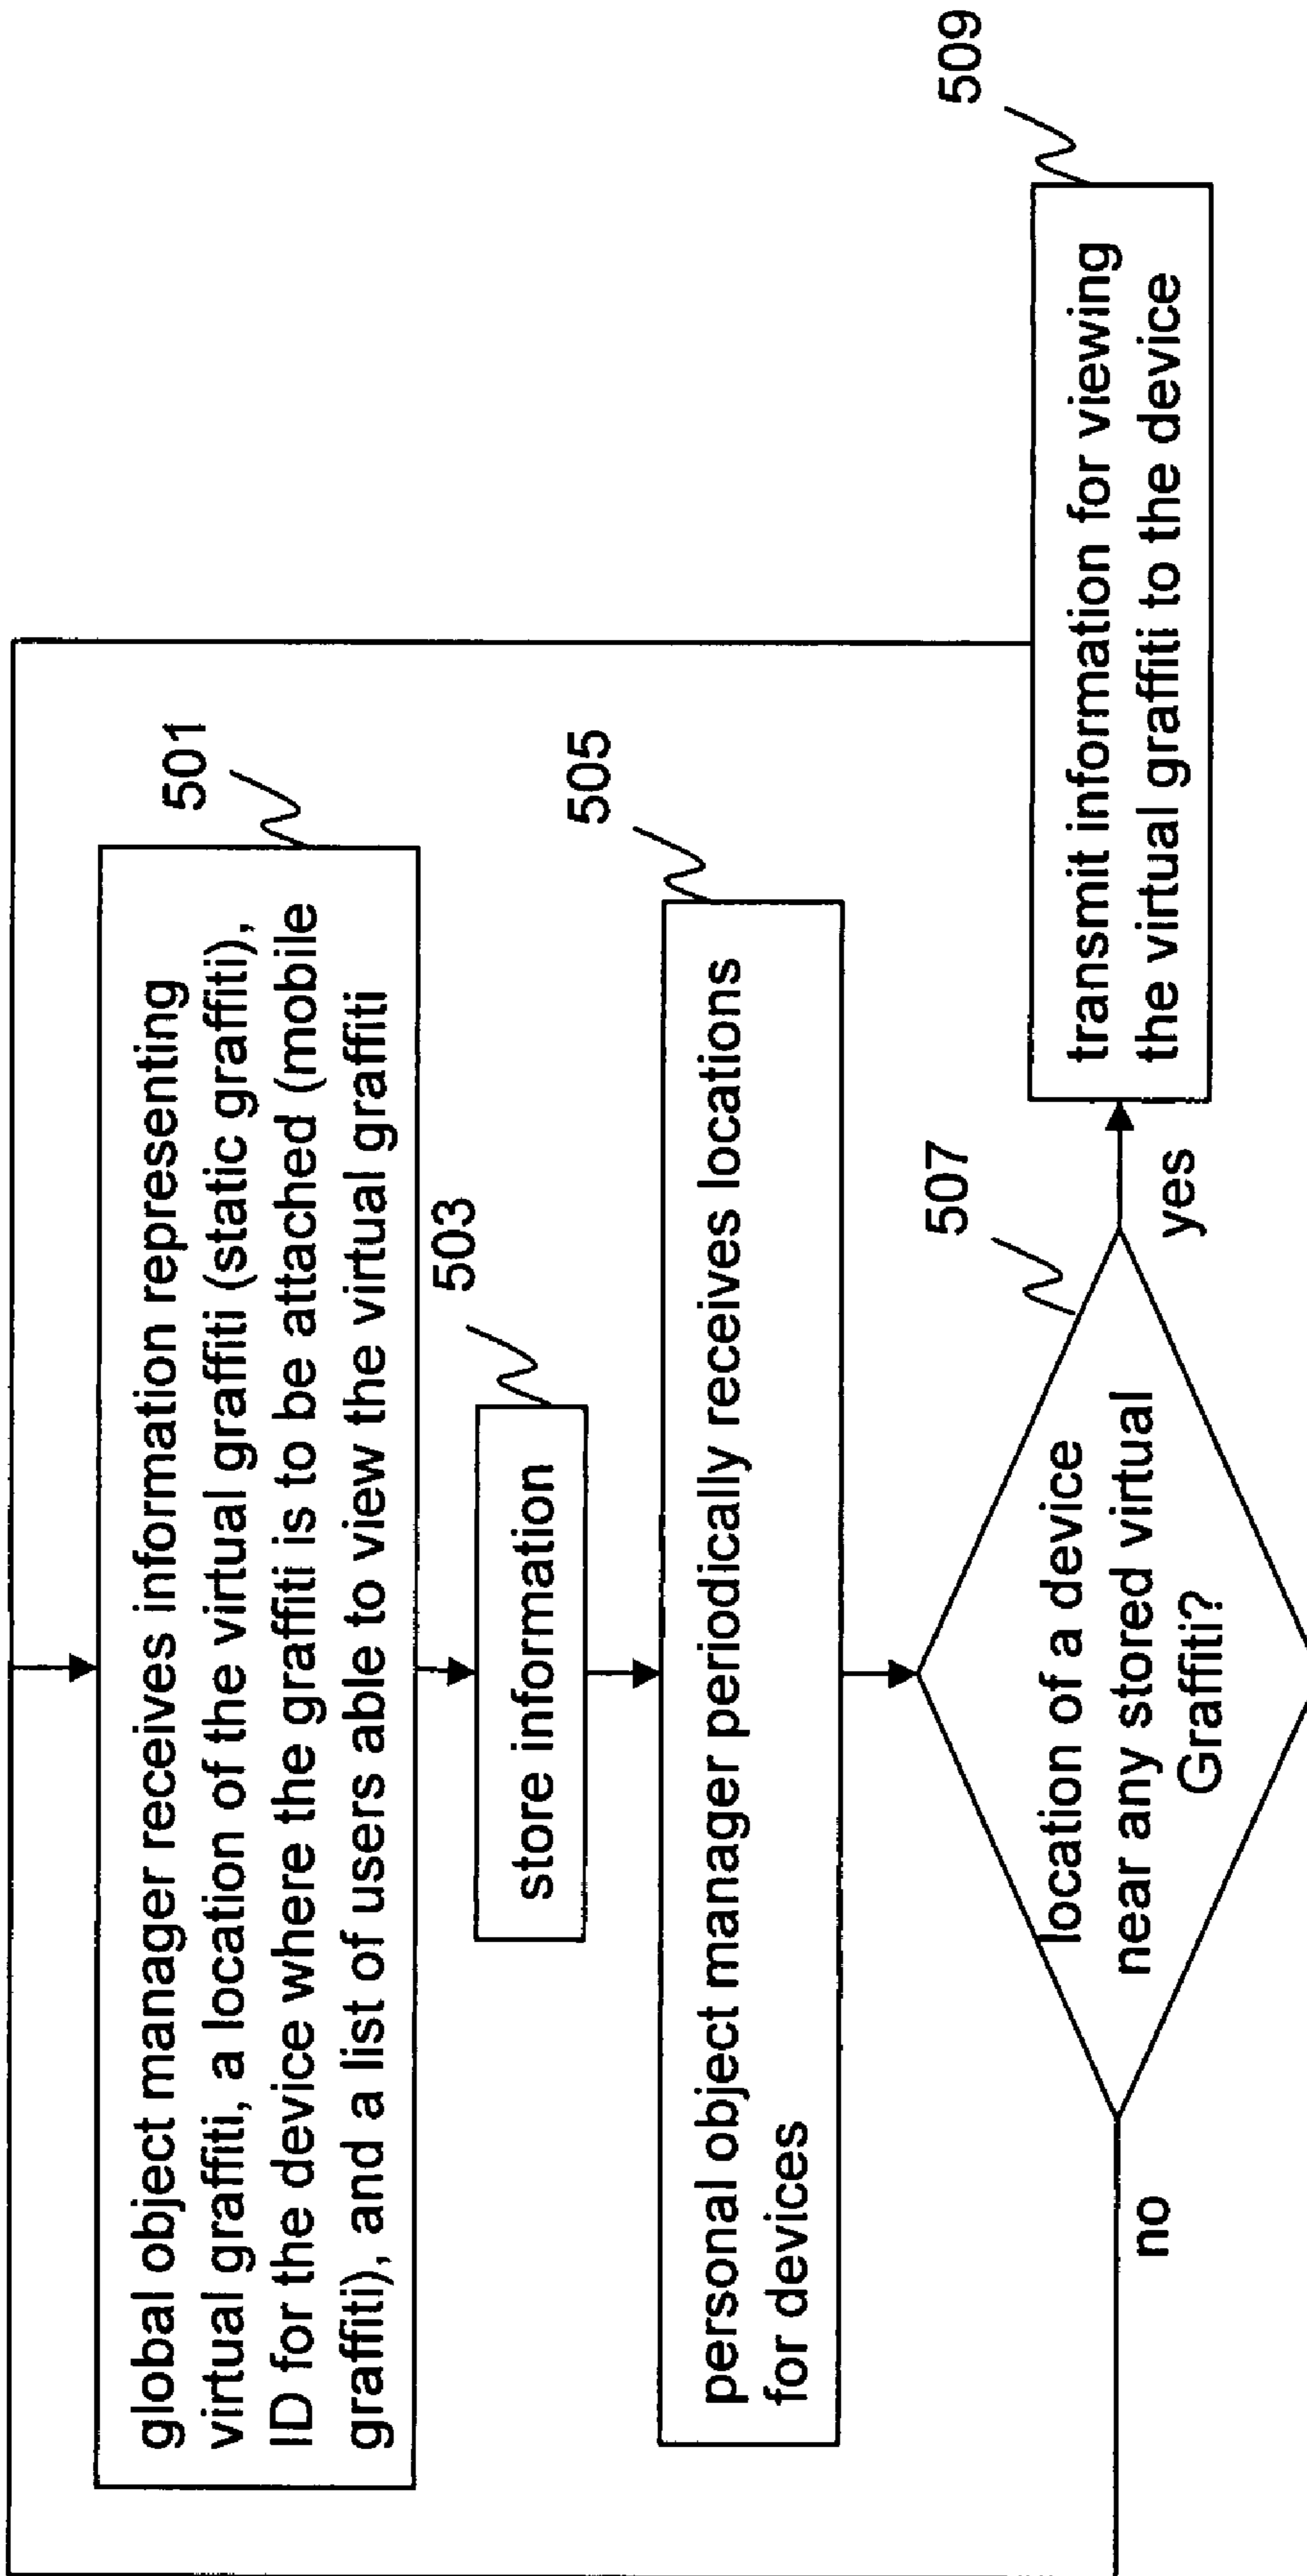 501
global object manager receives information representing
virtual graffiti, a location of the virtual graffiti (static graffiti),
ID for the device where the graffiti is to be attached (mobile
graffiti), and a list of users able to view the virtual graffiti
503
store information
505
personal object manager periodically receives locations
for devices
507
location of a device
near any stored virtual
Graffiti?
no
yes
509
transmit information for viewing
the virtual graffiti to the device